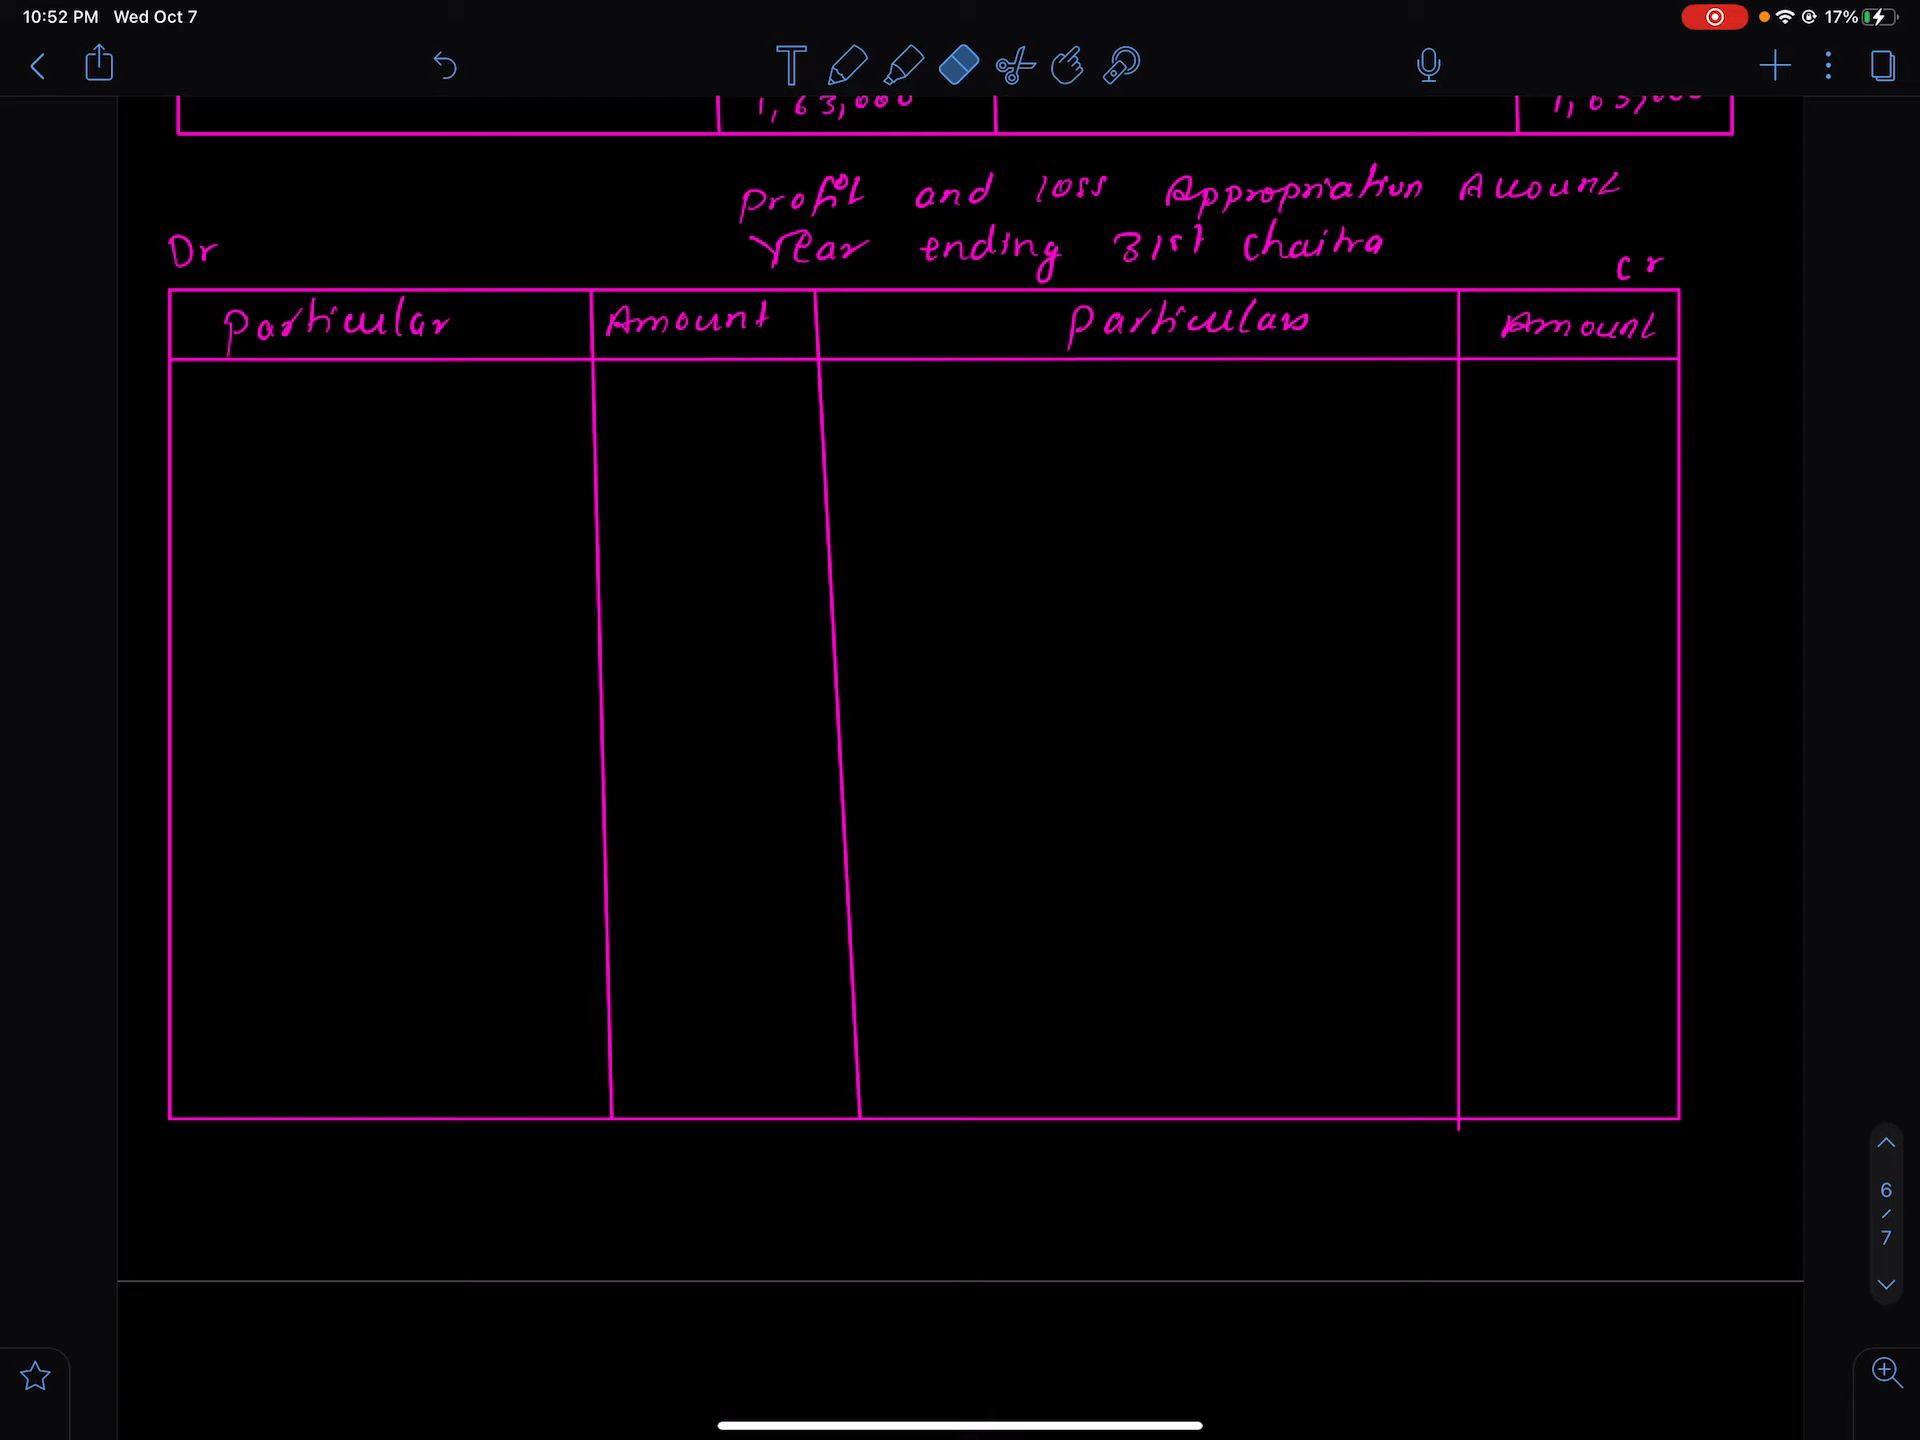 10:52 PM Wed Oct 7
17%
1,63,000
Profit and loss Appropriation Account
Dr
Year ending 31st chaitra
cr
Particular Amount Particulars Amount
6
/
7